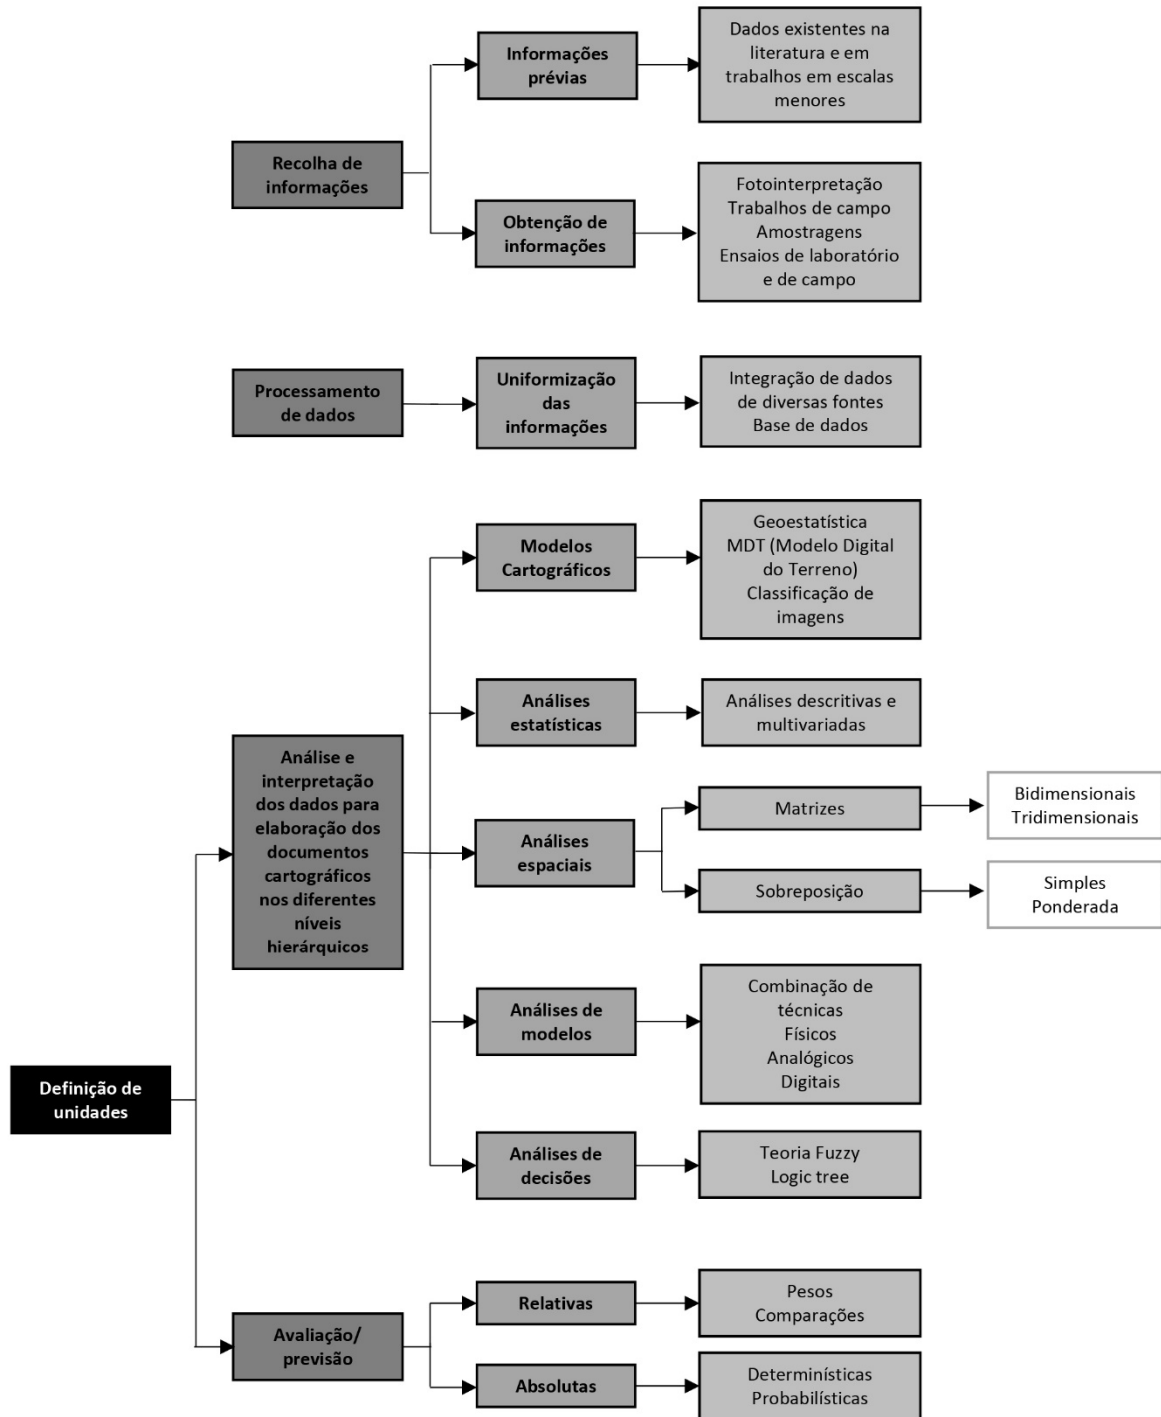 Informações
prévias
Dados existentes na
literatura e em
trabalhos em escalas
menores
Recolha de
informações
Obtenção de
informações
Fotointerpretação
Trabalhos de campo
Amostragens
Ensaios de laboratório
e de campo
Processamento
de dados
Uniformização
das
informações
Integração de dados
de diversas fontes
Base de dados
Modelos
Cartográficos
Geoestatística
MDT (Modelo Digital
do Terreno)
Classificação de
imagens
Análises
estatísticas
Análises descritivas e
multivariadas
Análise e
interpretação
dos dados para
elaboração dos
documentos
cartográficos
nos diferentes
níveis
hierárquicos
Análises
espaciais
Matrizes
Bidimensionais
Tridimensionais
Sobreposição
Simples
Ponderada
Análises de
modelos
Combinação de
técnicas
Físicos
Analógicos
Digitais
Definição de
unidades
Análises de
decisões
Teoria Fuzzy
Logic tree
Avaliação/
previsão
Relativas
Pesos
Comparações
Absolutas
Determinísticas
Probabilísticas